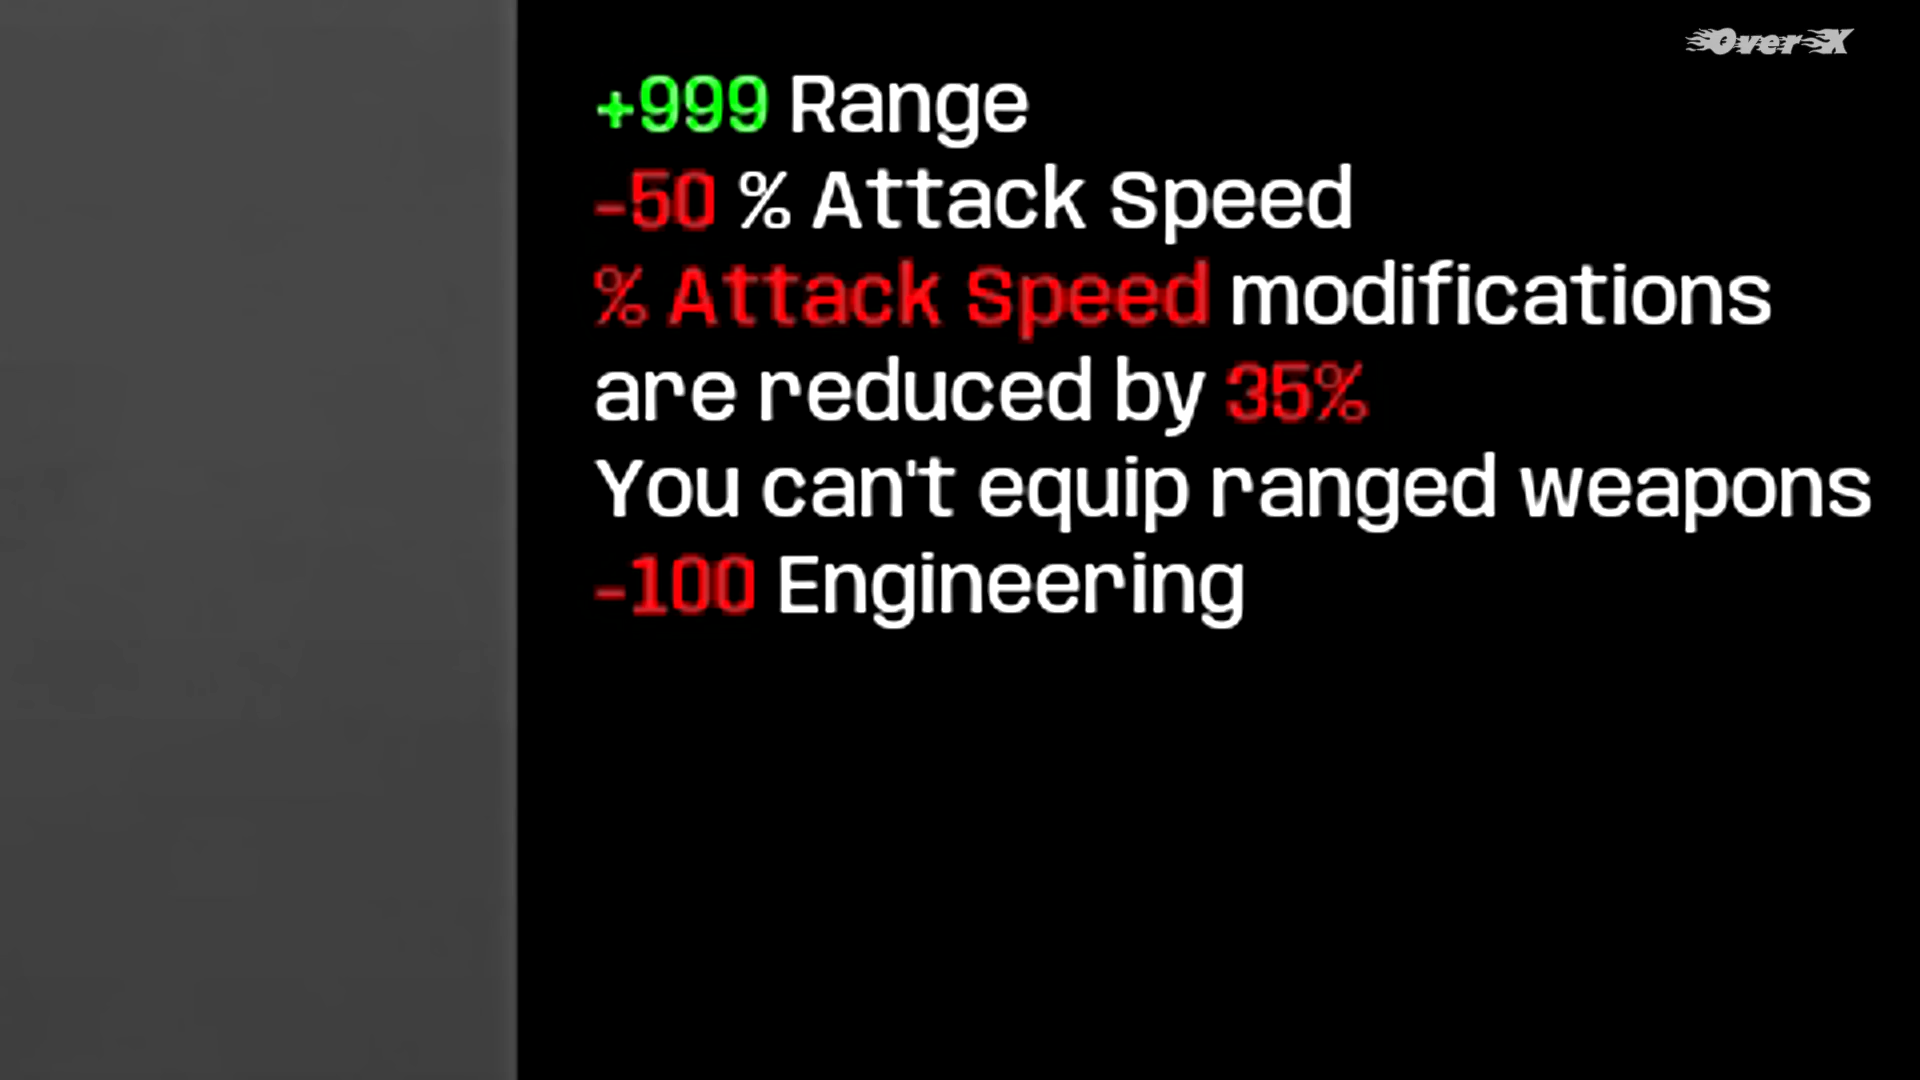 Over X
+999 Range
-50 % Attack Speed
% Attack Speed modifications
are reduced by 35%
You can't equip ranged weapons
-100 Engineering